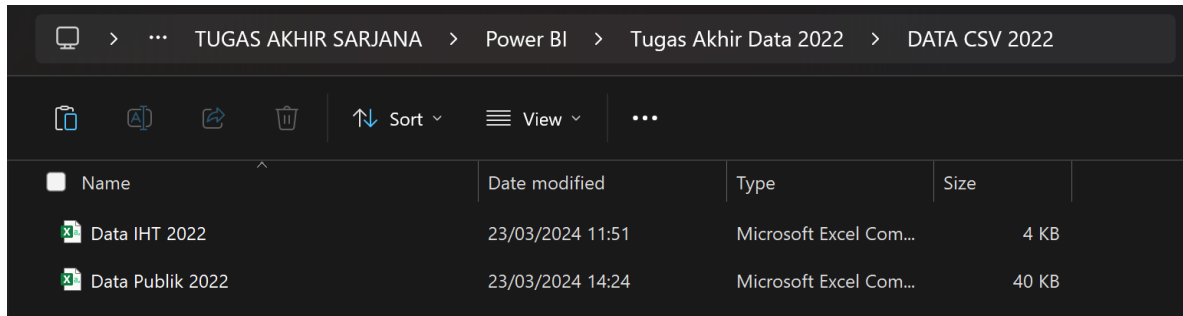 TUGAS AKHIR SARJANA > Power BI > Tugas Akhir Data 2022 > DATA CSV 2022
Sort View
Name Date modified Type Size
Data IHT 2022 23/03/2024 11:51 Microsoft Excel Com... 4 KB
Data Publik 2022 23/03/2024 14:24 Microsoft Excel Com... 40 KB